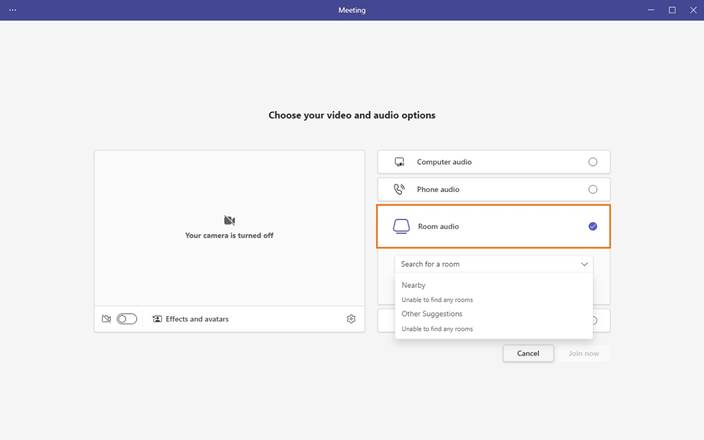 Meeting
Choose your video and audio options
Computer audio
Phone audio
Room audio
Your camera is turned off
Search for a room
Nearby
Unable to find any rooms
Other Suggestions
Effects and avatars
Unable to find any rooms
Cancel
Join now